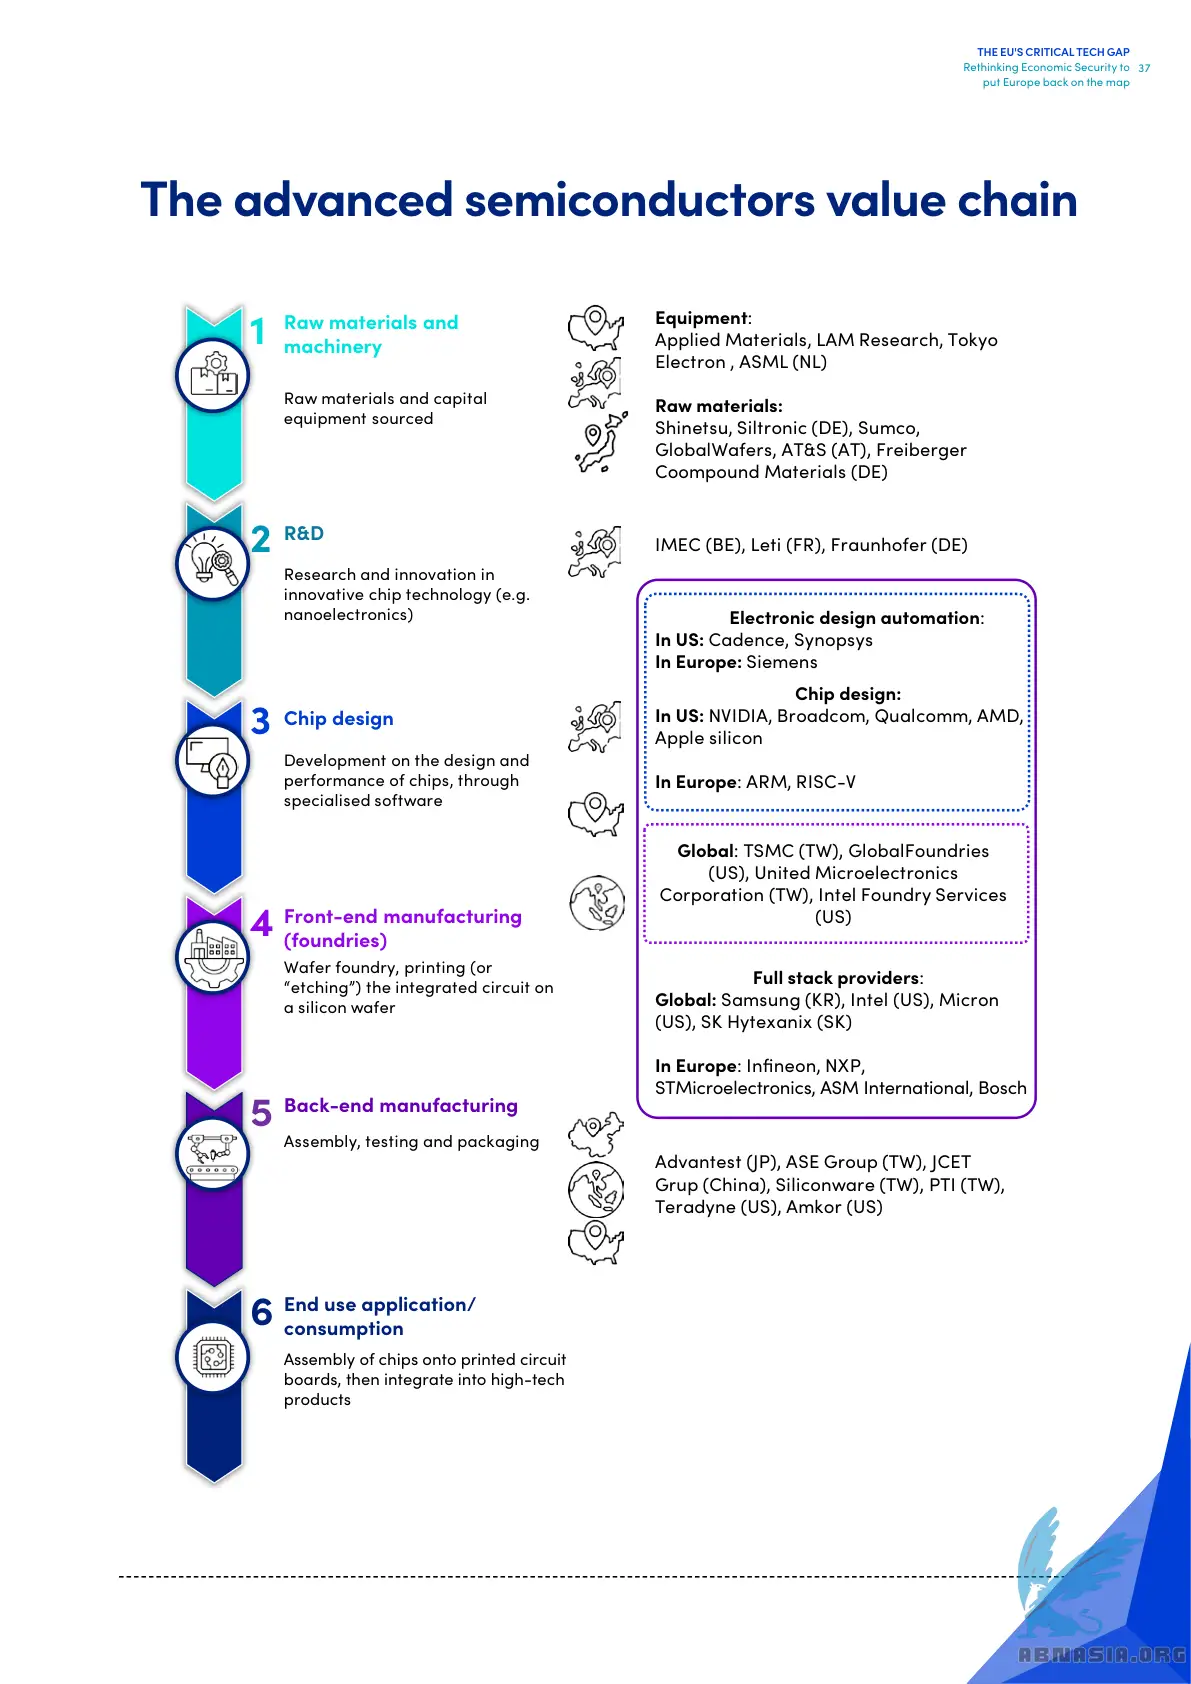 THE EU'S CRITICAL TECH GAP
Rethinking Economic Security to
put Europe back on the map
37
The advanced semiconductors value chain
1
Raw materials and
machinery
Raw materials and capital
equipment sourced
Equipment:
Applied Materials, LAM Research, Tokyo
Electron , ASML (NL)
Raw materials:
Shinetsu, Siltronic (DE), Sumco,
GlobalWafers, AT&S (AT), Freiberger
Coompound Materials (DE)
2
R&D
Research and innovation in
innovative chip technology (e.g.
nanoelectronics)
IMEC (BE), Leti (FR), Fraunhofer (DE)
Electronic design automation:
In US: Cadence, Synopsys
In Europe: Siemens
Chip design:
In US: NVIDIA, Broadcom, Qualcomm, AMD,
Apple silicon
In Europe: ARM, RISC-V
3
Chip design
Development on the design and
performance of chips, through
specialised software
Global: TSMC (TW), GlobalFoundries
(US), United Microelectronics
Corporation (TW), Intel Foundry Services
(US)
4
Front-end manufacturing
(foundries)
Wafer foundry, printing (or
“etching”) the integrated circuit on
a silicon wafer
Full stack providers:
Global: Samsung (KR), Intel (US), Micron
(US), SK Hytexanix (SK)
In Europe: Infineon, NXP,
STMicroelectronics, ASM International, Bosch
5
Back-end manufacturing
Assembly, testing and packaging
Advantest (JP), ASE Group (TW), JCET
Grup (China), Siliconware (TW), PTI (TW),
Teradyne (US), Amkor (US)
6
End use application/
consumption
Assembly of chips onto printed circuit
boards, then integrate into high-tech
products
ABNASIA.ORG